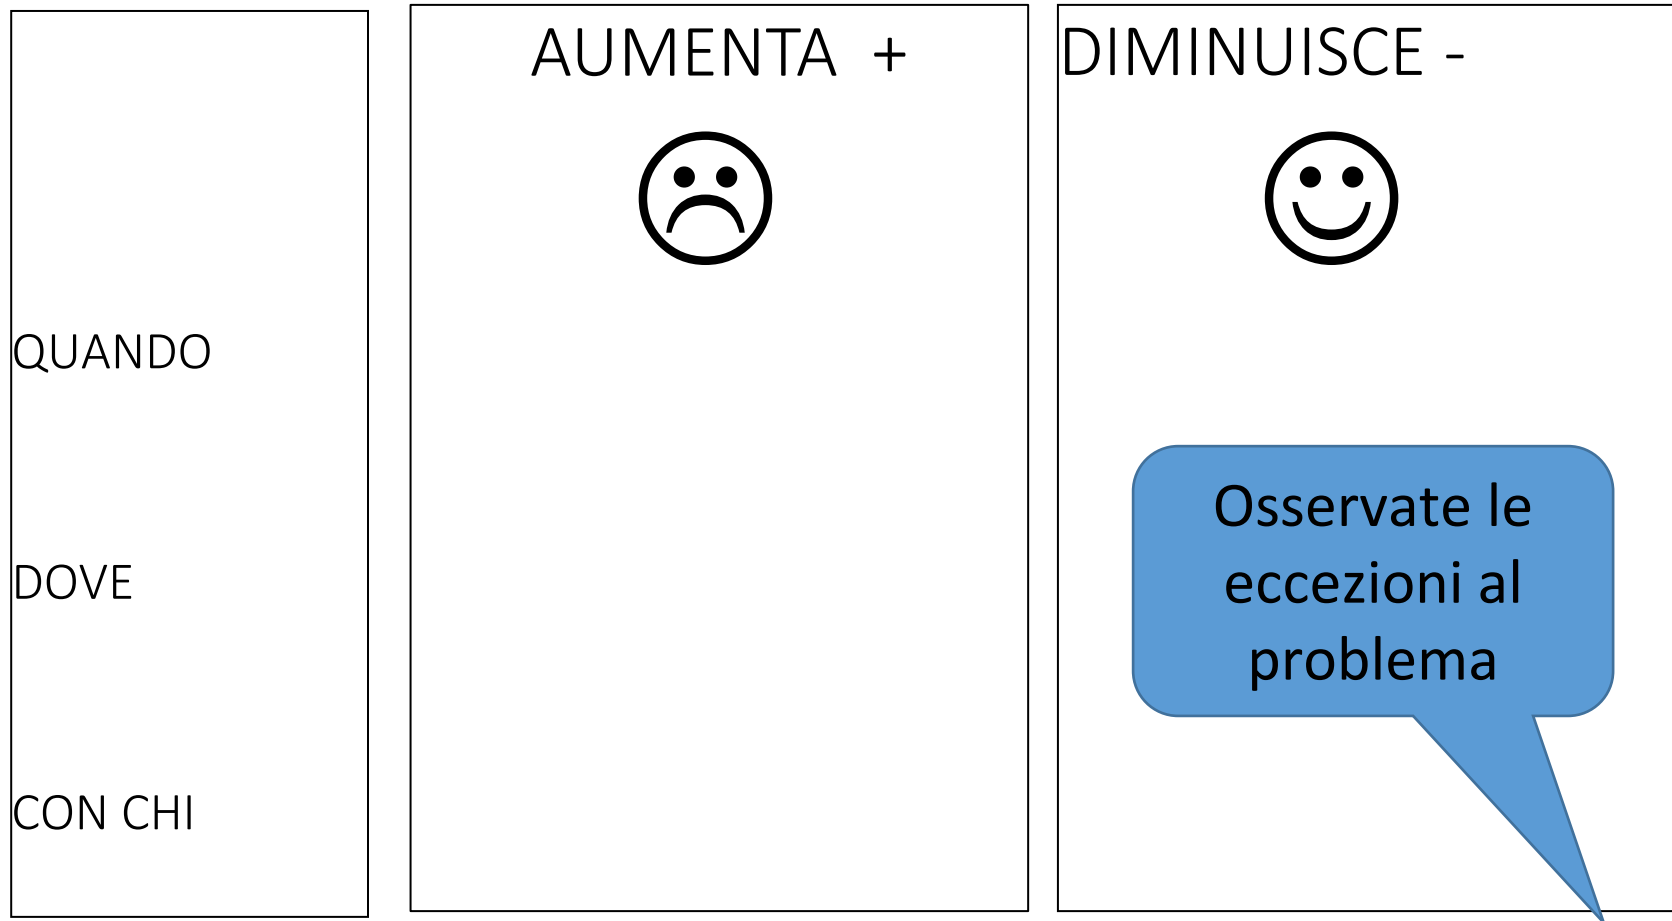 AUMENTA +
DIMINUISCE -
QUANDO
DOVE
CON CHI
Osservate le
eccezioni al
problema